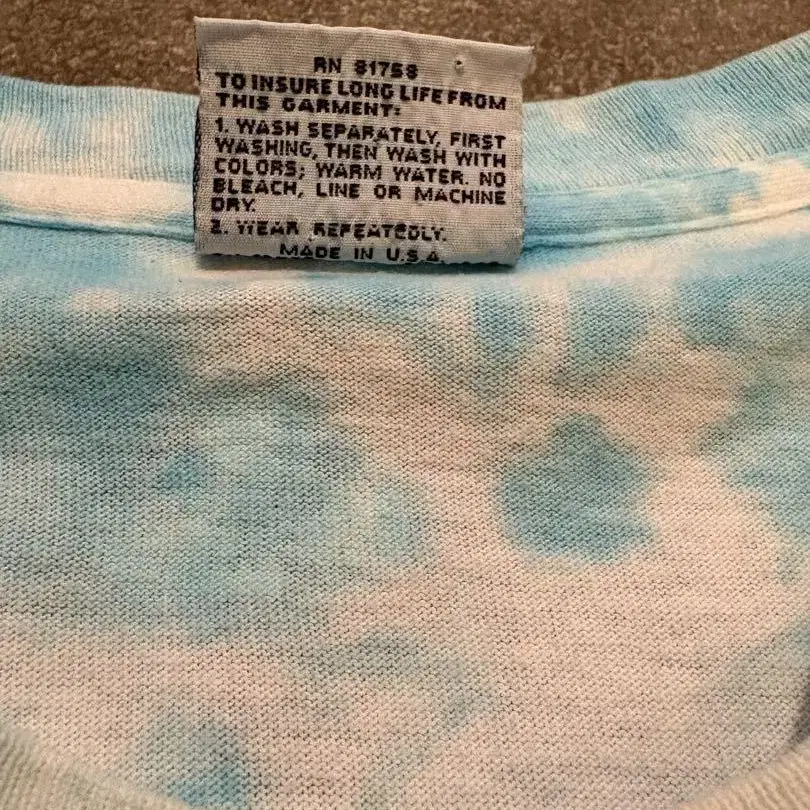 RN 81758
TO INSURE LONG LIFE FROM
THIS GARMENT:
1. WASH SEPARATELY, FIRST
WASHING, THEN WASH WITH
COLORS; WARM WATER. NO
BLEACH, LINE OR MACHINE
DRY.
2. WEAR REPEATEDLY.
MADE IN U.S.A.